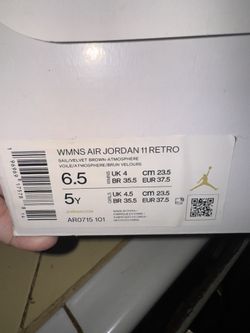 WMNS AIR JORDAN 11 RETRO
SAIL/VELVET BROWN-ATMOSPHERE
VOILE/ATMOSPHERE/BRUN VELOURS
6.5
UK 4
cm 23.5
BR 35.5
EUR 37.5
5Y
UK 4.5
cm 23.5
BR 35.5
EUR 37.5
AR0715 101